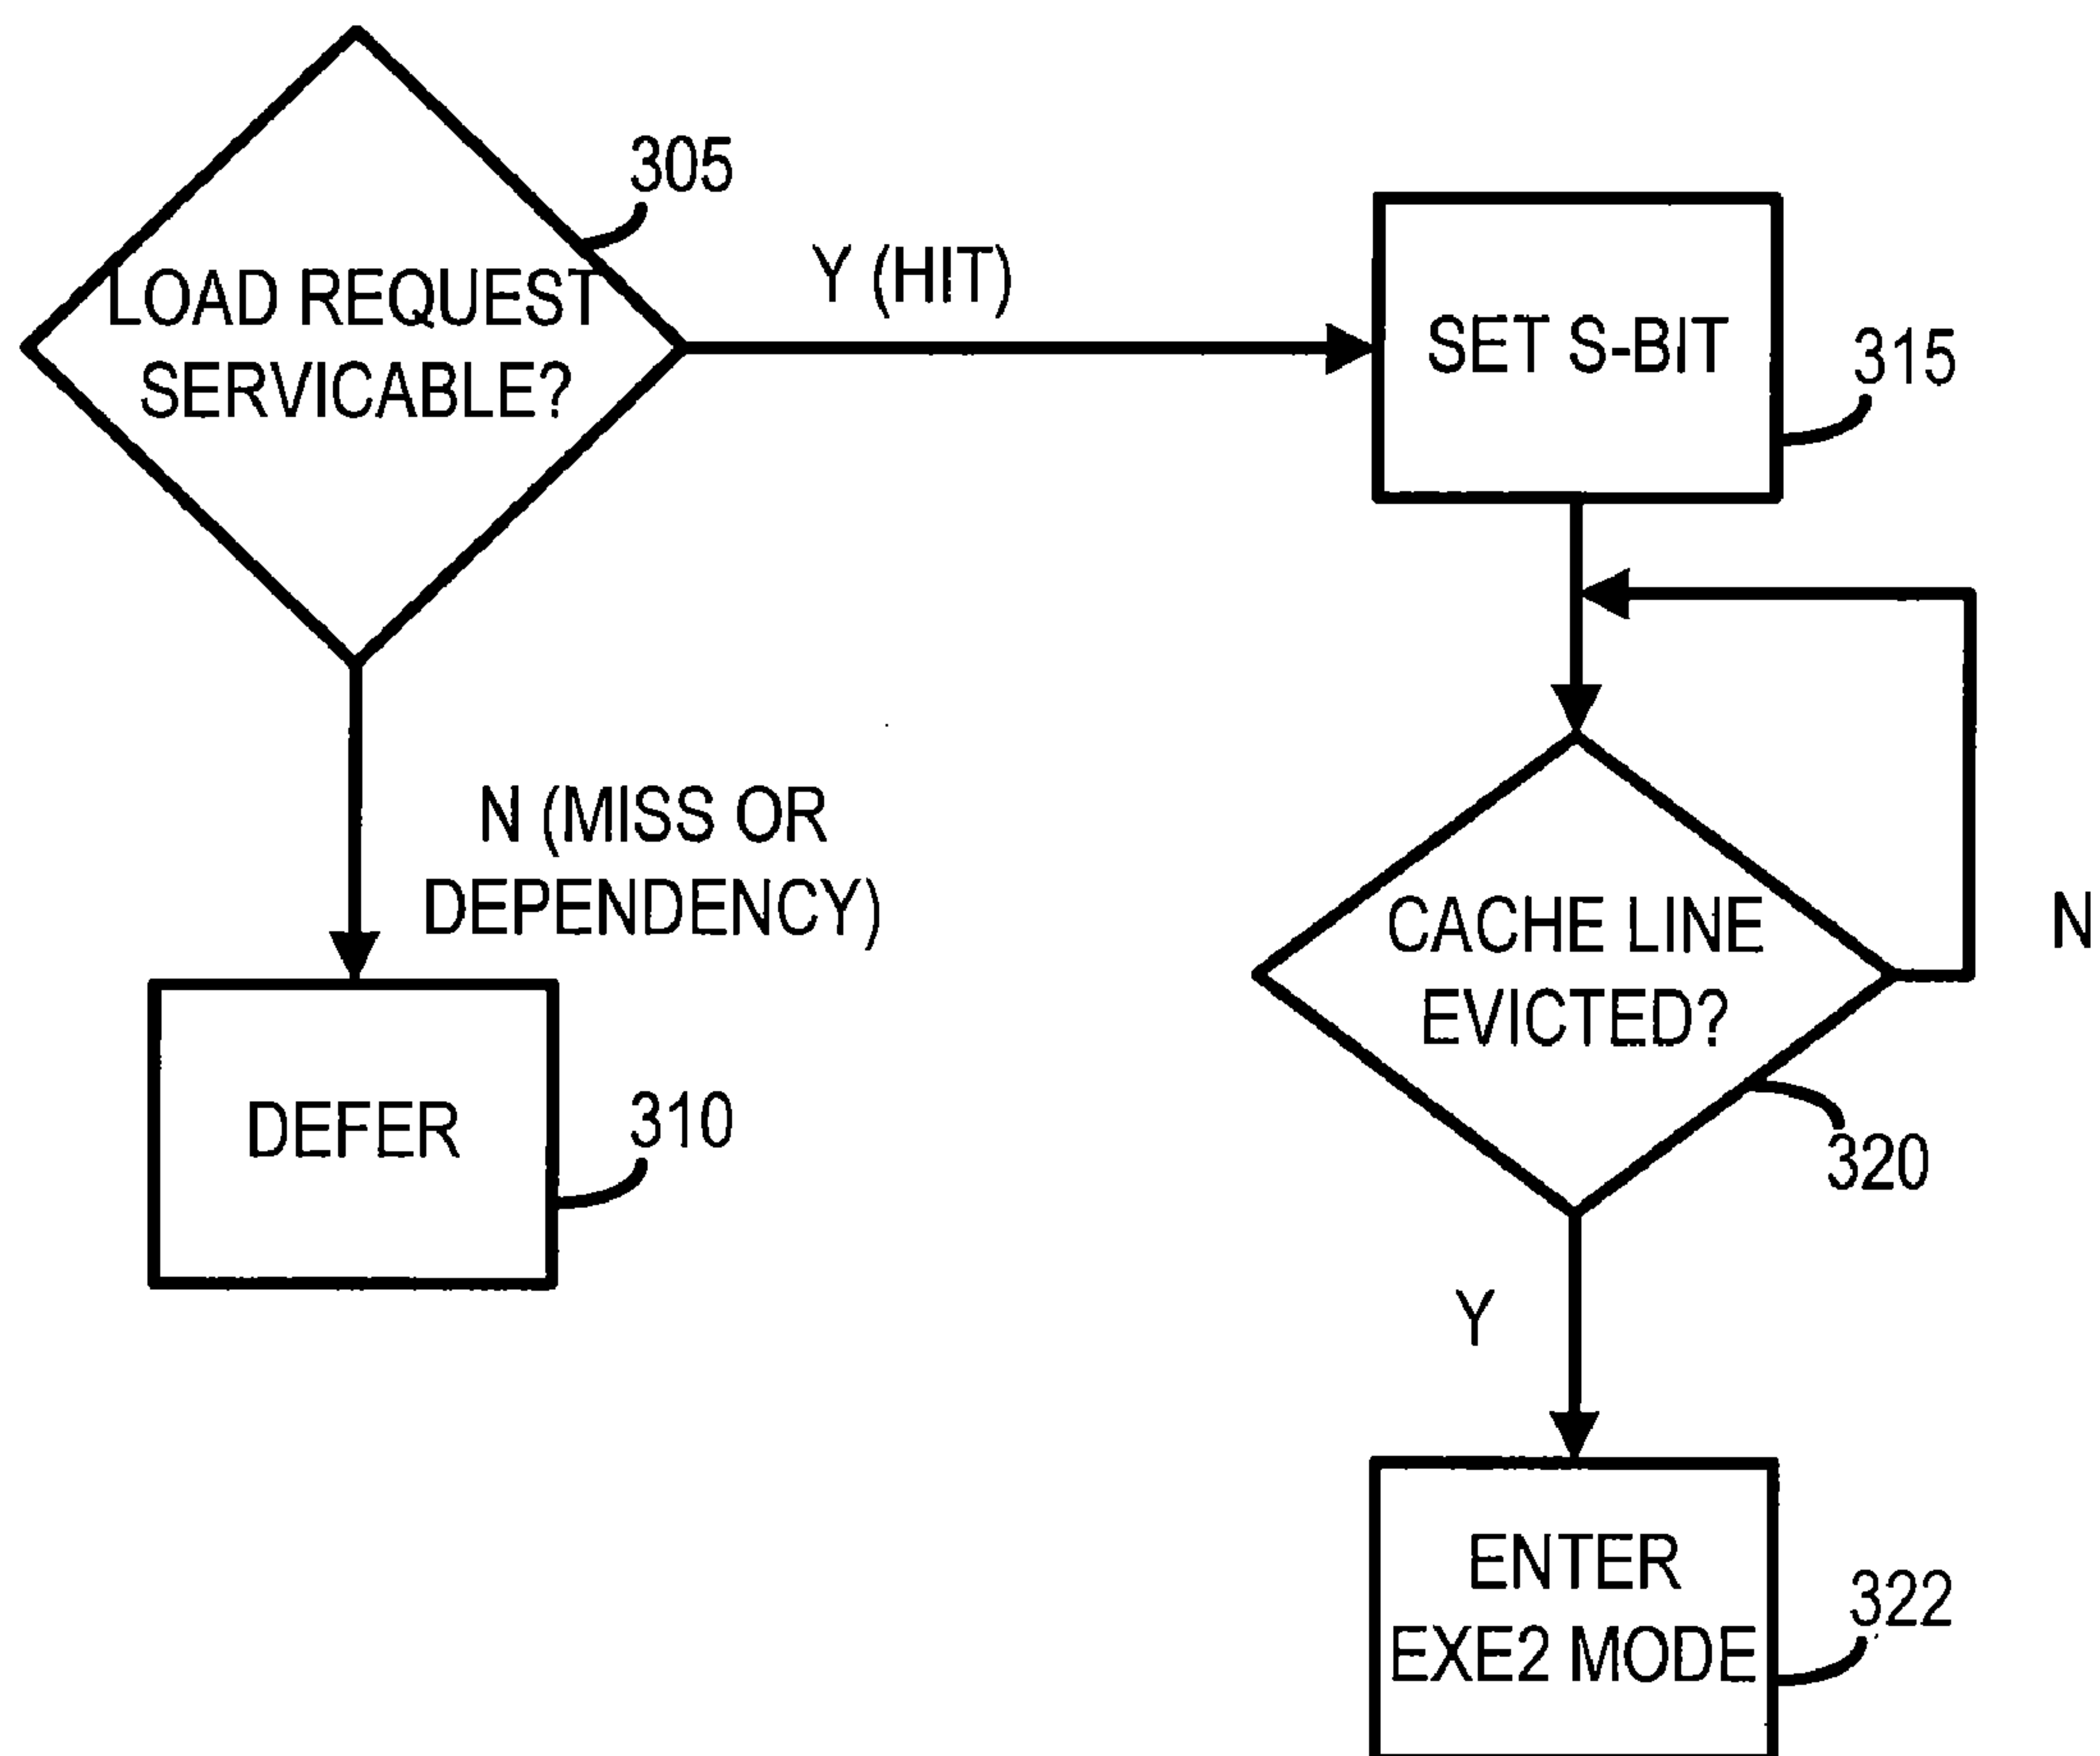 305
LOAD REQUEST
SERVICABLE?
Y (HIT)
SET S-BIT
315
N (MISS OR
DEPENDENCY)
DEFER
310
CACHE LINE
EVICTED?
N
320
Y
ENTER
EXE2 MODE
322